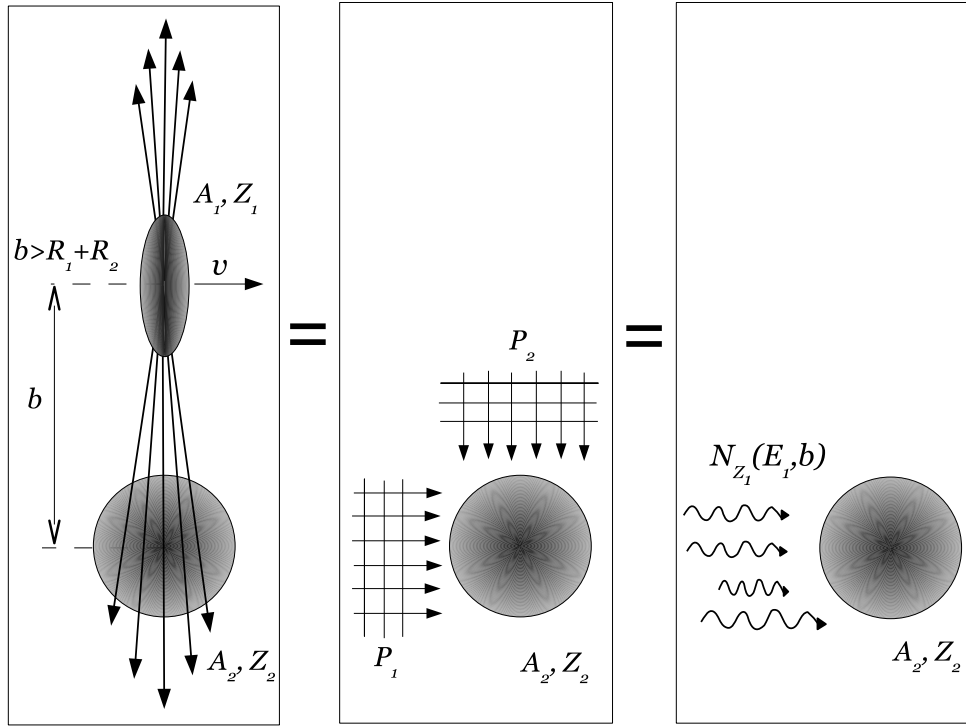 A₁, Z₁
b>R₁+R₂
v
b
A₂, Z₂
=
P₂
P₁
A₂, Z₂
=
N_Z₁(E₁,b)
A₂, Z₂